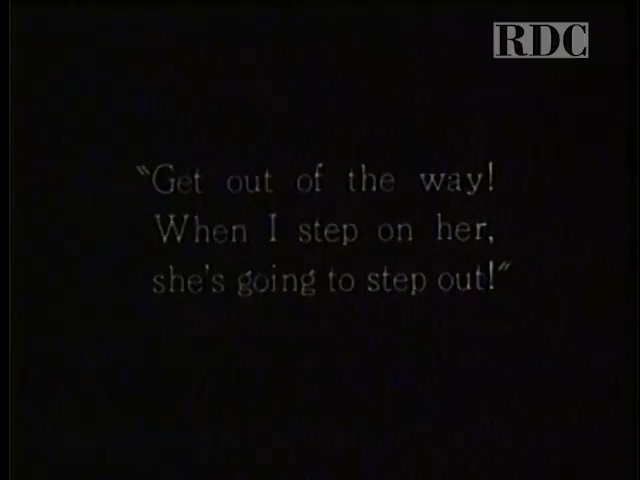 RDC
"Get out of the way!
When I step on her,
she's going to step out!"